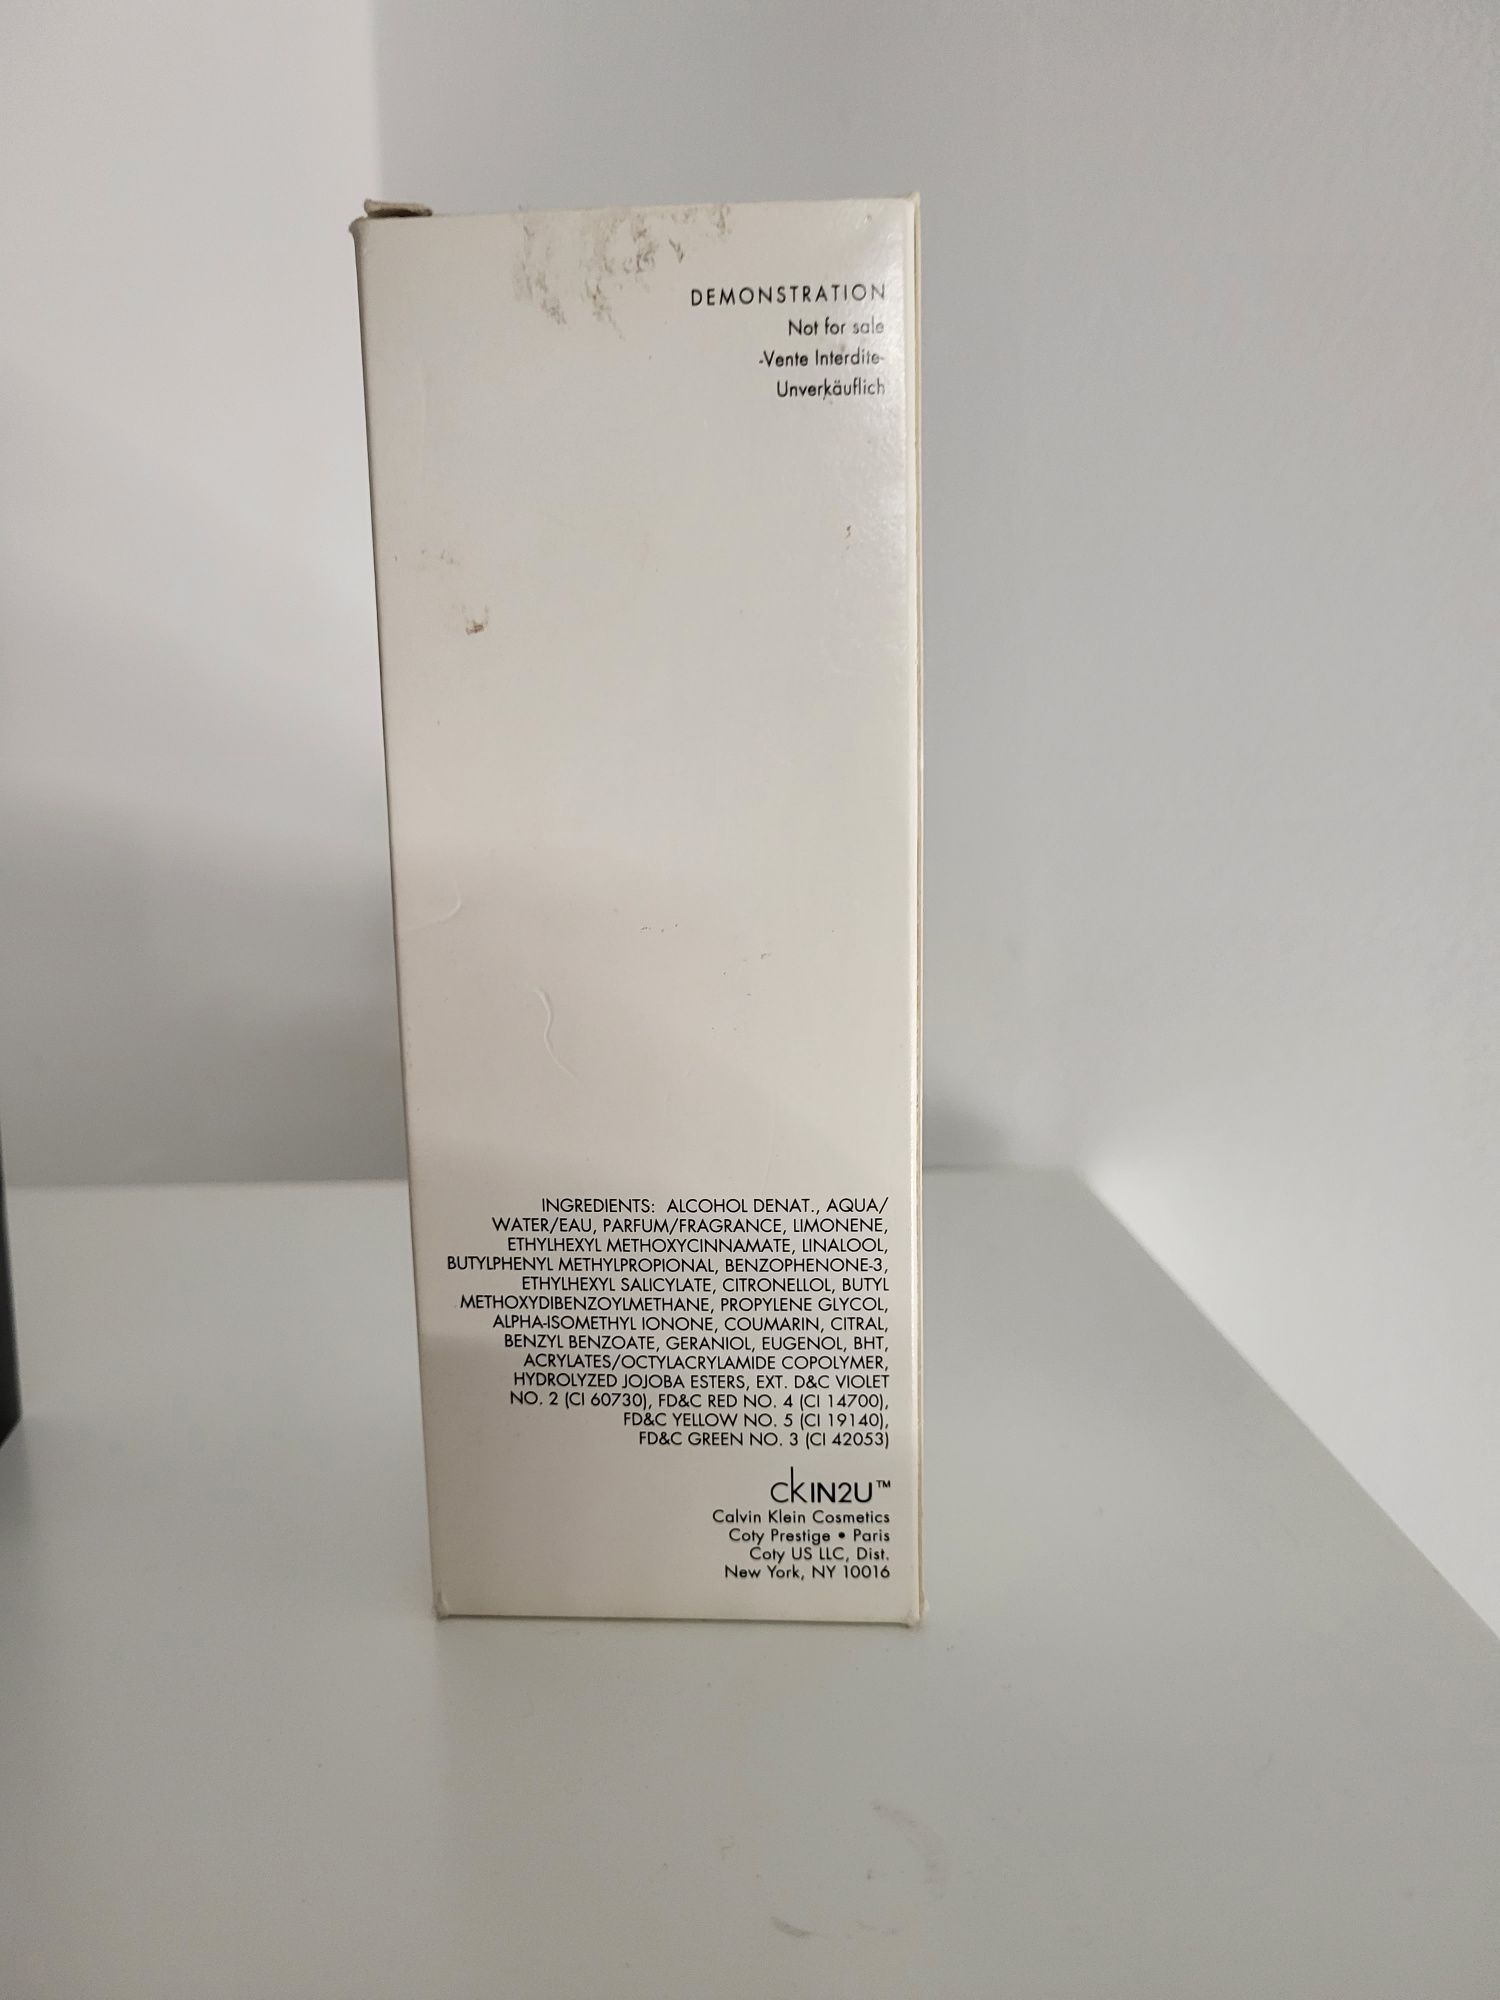 DEMONSTRATION
Not for sale
-Vente Interdite-
Unverkäuflich
INGREDIENTS: ALCOHOL DENAT., AQUA/
WATER/EAU, PARFUM/FRAGRANCE, LIMONENE,
ETHYLHEXYL METHOXYCINNAMATE, LINALOOL,
BUTYLPHENYL METHYLPROPIONAL, BENZOPHENONE-3,
ETHYLHEXYL SALICYLATE, CITRONELLOL, BUTYL
METHOXYDIBENZOYLMETHANE, PROPYLENE GLYCOL,
ALPHA-ISOMETHYL IONONE, COUMARIN, CITRAL,
BENZYL BENZOATE, GERANIOL, EUGENOL, BHT,
ACRYLATES/OCTYLACRYLAMIDE COPOLYMER,
HYDROLYZED JOJOBA ESTERS, EXT. D&C VIOLET
NO. 2 (CI 60730), FD&C RED NO. 4 (CI 14700),
FD&C YELLOW NO. 5 (CI 19140),
FD&C GREEN NO. 3 (CI 42053)
ckIN2U™
Calvin Klein Cosmetics
Coty Prestige • Paris
Coty US LLC, Dist.
New York, NY 10016